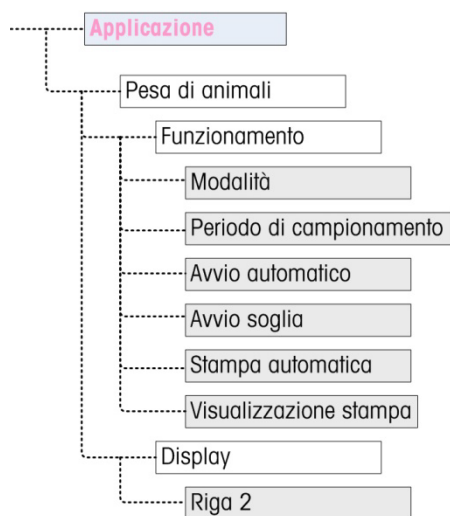 Applicazione
Pesa di animali
Funzionamento
Modalità
Periodo di campionamento
Avvio automatico
Avvio soglia
Stampa automatica
Visualizzazione stampa
Display
Riga 2